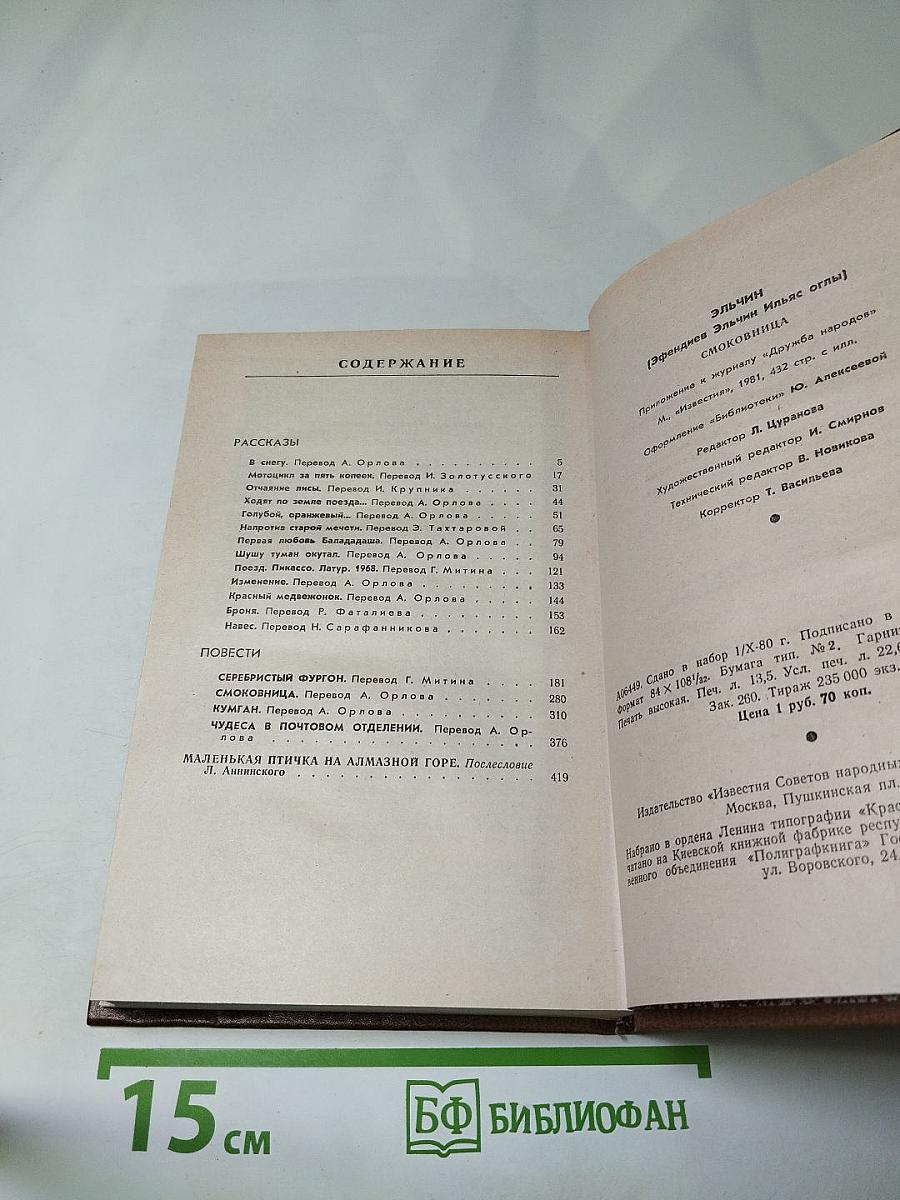 СОДЕРЖАНИЕ
РАССКАЗЫ
В снегу. Перевод А. Орлова . . . . . . . . . . 5
Мотоцикл за пять копеек. Перевод И. Золотусского 17
Отчаяние лисы. Перевод И. Крупника . . . . . . 31
Ходят по земле поезда... Перевод А. Орлова . . . . 44
Голубой, оранжевый... Перевод А. Орлова . . . . . 51
Напротив старой мечети. Перевод Э. Тахтаровой . . 65
Первая любовь Балададаша. Перевод А. Орлова . . 79
Шушу туман окутал. Перевод А. Орлова . . . . . 94
Поезд. Пикассо. Латур. 1968. Перевод Г. Митина . . . 121
Изменение. Перевод А. Орлова . . . . . . . . 133
Красный медвежонок. Перевод А. Орлова . . . . . 144
Броня. Перевод Р. Фаталиева . . . . . . . . 153
Навес. Перевод Н. Сарафанникова . . . . . . . 162
ПОВЕСТИ
СЕРЕБРИСТЫЙ ФУРГОН. Перевод Г. Митина . . . . 181
СМОКОВНИЦА. Перевод А. Орлова . . . . . . . 280
КУМГАН. Перевод А. Орлова . . . . . . . . . 310
ЧУДЕСА В ПОЧТОВОМ ОТДЕЛЕНИИ. Перевод А. Ор-
лова . . . . . . . . . . . . . . . . . 376
МАЛЕНЬКАЯ ПТИЧКА НА АЛМАЗНОЙ ГОРЕ. Послесловие
Л. Аннинского . . . . . . . . . . . . . . . 419
ЭЛЬЧИН
[Эфендиев Эльчин Ильяс оглы]
СМОКОВНИЦА
Приложение к журналу «Дружба народов»
М., «Известия», 1981, 432 стр. с илл.
Оформление «Библиотеки» Ю. Алексеевой
Редактор Л. Цуранова
Художественный редактор И. Смирнов
Технический редактор В. Новикова
Корректор Т. Васильева
А06449. Сдано в набор 1/X-80 г. Подписано в
Формат 84×108¹/₃₂. Бумага тип. № 2. Гарни
Печать высокая. Печ. л. 13,5. Усл. печ. л. 22,6
Зак. 260. Тираж 235 000 экз.
Цена 1 руб. 70 коп.
Издательство «Известия Советов народных
Москва, Пушкинская пл.
Набрано в ордена Ленина типографии «Крас
чатано на Киевской книжной фабрике респу
венного объединения «Полиграфкнига» Гос
ул. Воровского, 24.
15 см
БФ БИБЛИОФАН